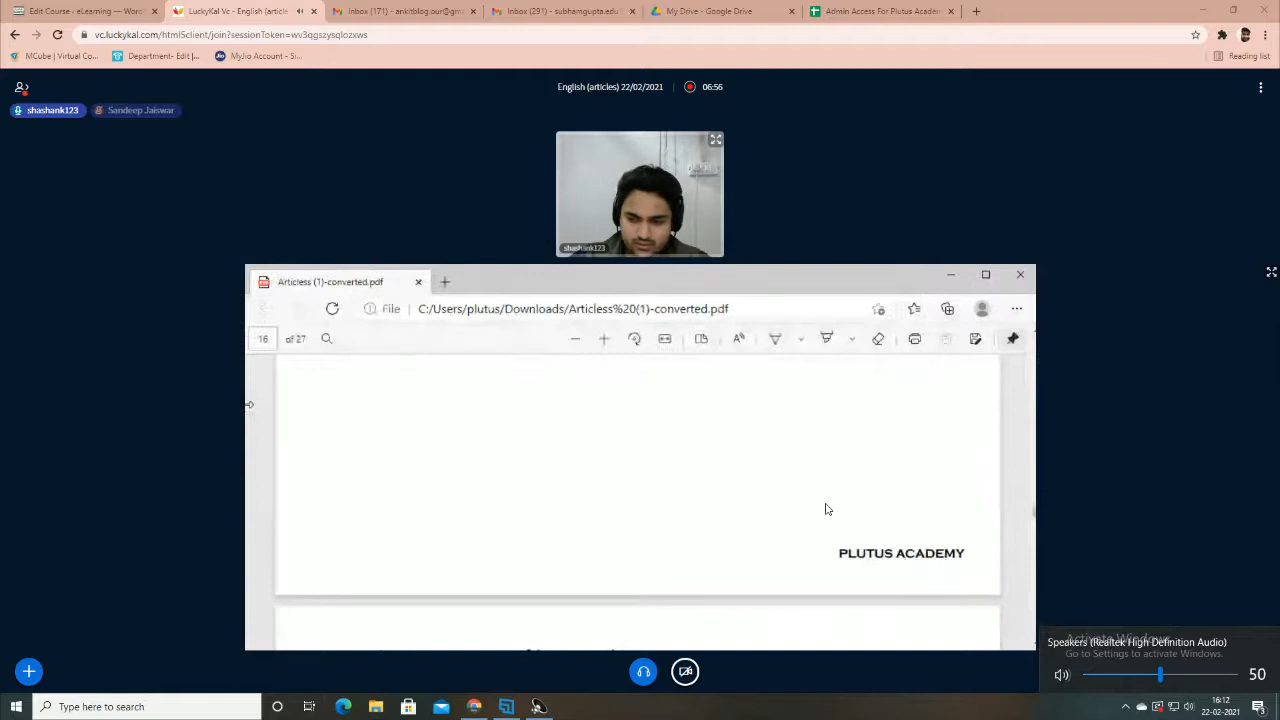 Edit Course - eLearning — Word
LuckyKal Vc - English (article
Inbox (171) - ankitblog.our@gm
Inbox (291) - subhamgupta.web
My Drive - Google Drive
Admin Access For Plutus Academ
vc.luckykal.com/html5client/join?sessionToken=wv3qgszysqlozxws
MCube | Virtual Co...
Department- Edit |...
MyJio Account - Si...
Reading list
English (articles) 22/02/2021
06:56
shashank123
Sandeep Jaiswar
shashank123
Articless (1)-converted.pdf
File
C:/Users/plutus/Downloads/Articless%20(1)-converted.pdf
16
of 27
PLUTUS ACADEMY
Activate Windows
Speakers (Realtek High Definition Audio)
Go to Settings to activate Windows.
50
Type here to search
16:12
22-02-2021